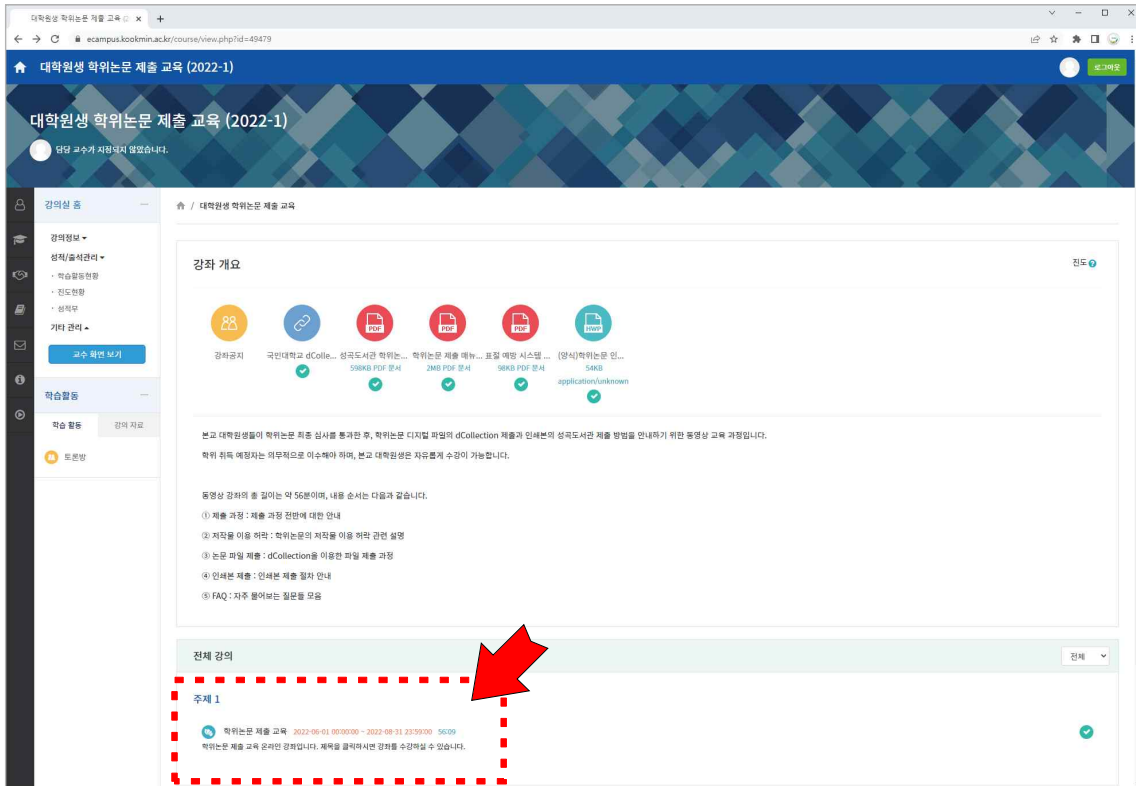 대학원생 학위논문 제출 교육 (
ecampus.kookmin.ac.kr/course/view.php?id=49479
대학원생 학위논문 제출 교육 (2022-1)
로그아웃
대학원생 학위논문 제출 교육 (2022-1)
담당 교수가 지정되지 않았습니다.
강의실 홈
/ 대학원생 학위논문 제출 교육
강의정보
성적/출석관리
· 학습활동현황
· 진도현황
· 성적부
기타 관리
교수 화면 보기
학습활동
학습 활동
강의 자료
토론방
강좌 개요
진도
PDF
PDF
PDF
HWP
강좌공지
국민대학교 dColle...
성곡도서관 학위논...
598KB PDF 문서
학위논문 제출 매뉴...
2MB PDF 문서
표절 예방 시스템 ...
98KB PDF 문서
(양식)학위논문 인...
54KB
application/unknown
본교 대학원생들이 학위논문 최종 심사를 통과한 후, 학위논문 디지털 파일의 dCollection 제출과 인쇄본의 성곡도서관 제출 방법을 안내하기 위한 동영상 교육 과정입니다.
학위 취득 예정자는 의무적으로 이수해야 하며, 본교 대학원생은 자유롭게 수강이 가능합니다.
동영상 강좌의 총 길이는 약 56분이며, 내용 순서는 다음과 같습니다.
① 제출 과정 : 제출 과정 전반에 대한 안내
② 저작물 이용 허락 : 학위논문의 저작물 이용 허락 관련 설명
③ 논문 파일 제출 : dCollection을 이용한 파일 제출 과정
④ 인쇄본 제출 : 인쇄본 제출 절차 안내
⑤ FAQ : 자주 물어보는 질문들 모음
전체 강의
전체
주제 1
학위논문 제출 교육 2022-06-01 00:00:00 ~ 2022-08-31 23:59:00 56:09
학위논문 제출 교육 온라인 강좌입니다. 제목을 클릭하시면 강좌를 수강하실 수 있습니다.